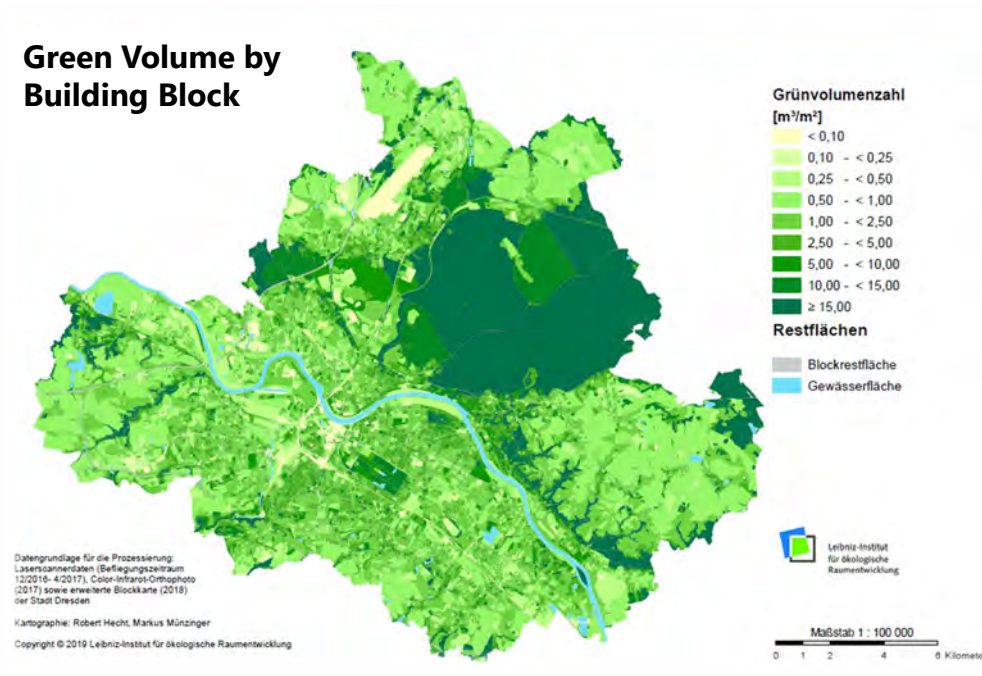 Green Volume by
Building Block
Grünvolumenzahl
[m³/m²]
< 0,10
0,10 - < 0,25
0,25 - < 0,50
0,50 - < 1,00
1,00 - < 2,50
2,50 - < 5,00
5,00 - < 10,00
10,00 - < 15,00
≥ 15,00
Restflächen
Blockrestfläche
Gewässerfläche
Leibniz-Institut
für ökologische
Raumentwicklung
Datengrundlage für die Prozessierung:
Laserscannerdaten (Befliegungszeitraum
12/2016- 4/2017), Color-Infrarot-Orthophoto
(2017) sowie erweiterte Blockkarte (2018)
der Stadt Dresden
Kartographie: Robert Hecht, Markus Münzinger
Copyright © 2019 Leibniz-Institut für ökologische Raumentwicklung
Maßstab 1 : 100 000
0 1 2 4 6 Kilomete